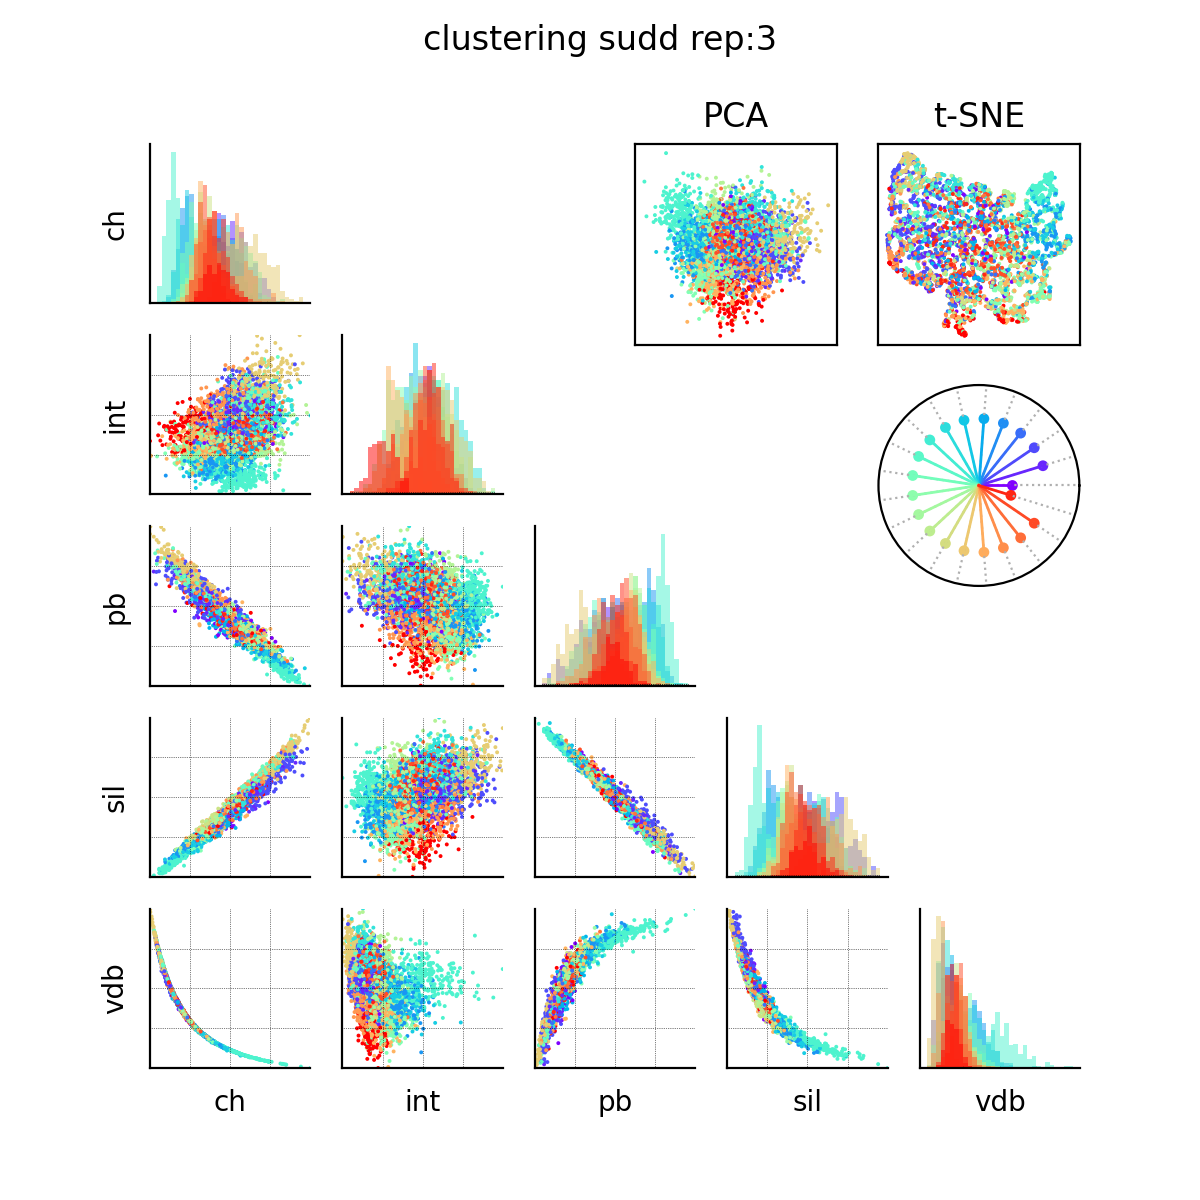 clustering sudd rep:3
PCA
t-SNE
ch
int
pb
sil
vdb
ch
int
pb
sil
vdb